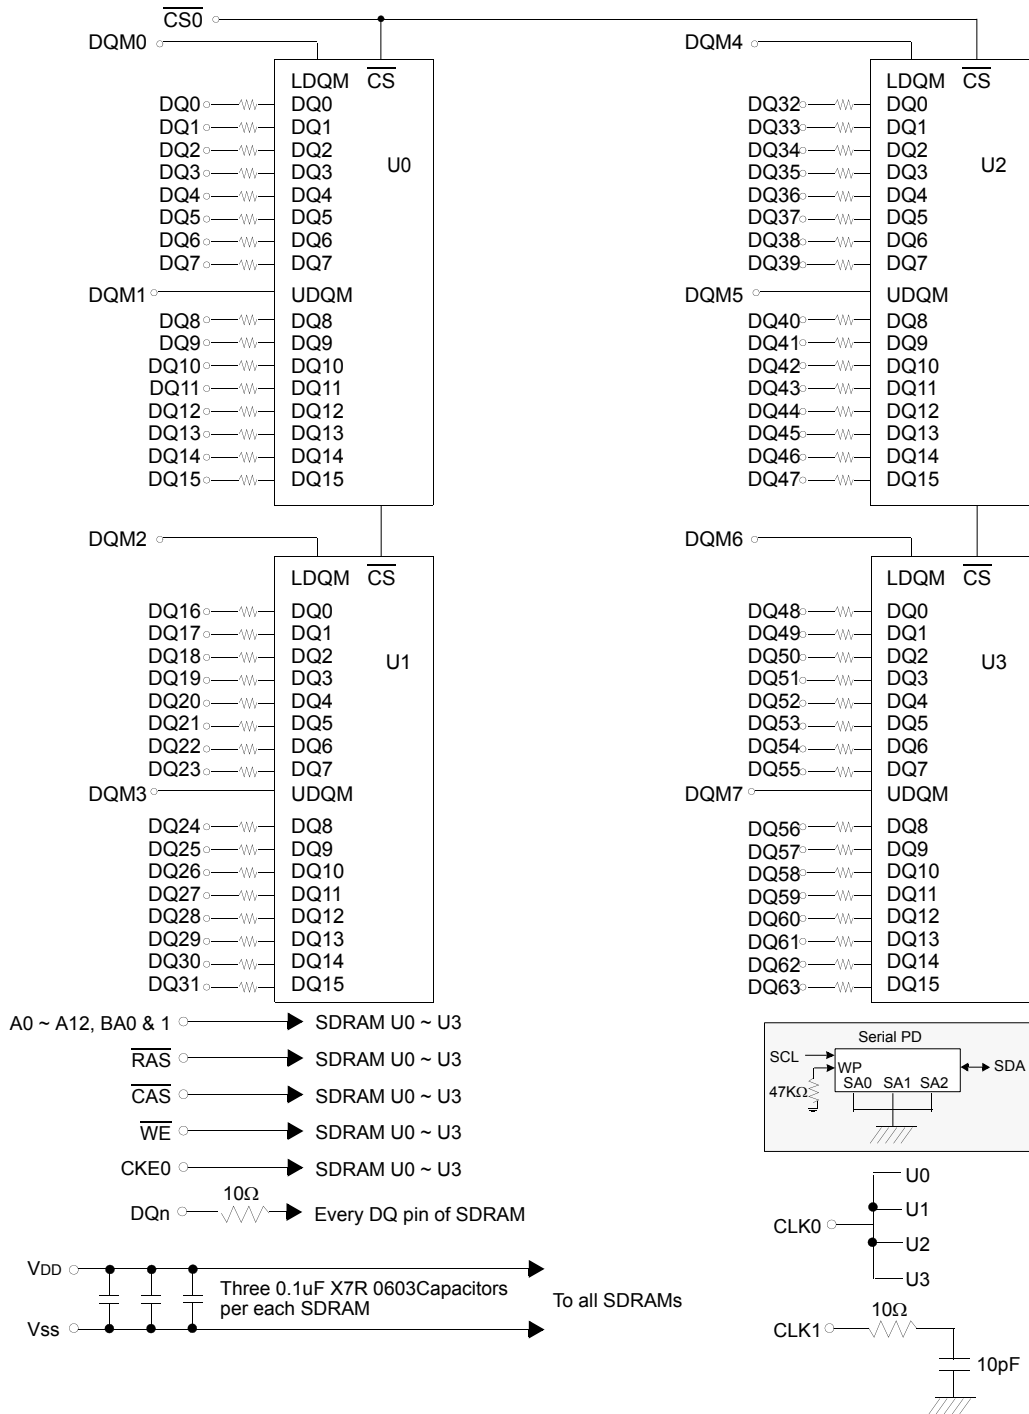 CS0
DQM0
LDQM CS
DQ0 DQ0
DQ1 DQ1
DQ2 DQ2
DQ3 DQ3
DQ4 DQ4
DQ5 DQ5
DQ6 DQ6
DQ7 DQ7
U0
DQM1 UDQM
DQ8 DQ8
DQ9 DQ9
DQ10 DQ10
DQ11 DQ11
DQ12 DQ12
DQ13 DQ13
DQ14 DQ14
DQ15 DQ15
DQM4
LDQM CS
DQ32 DQ0
DQ33 DQ1
DQ34 DQ2
DQ35 DQ3
DQ36 DQ4
DQ37 DQ5
DQ38 DQ6
DQ39 DQ7
U2
DQM5 UDQM
DQ40 DQ8
DQ41 DQ9
DQ42 DQ10
DQ43 DQ11
DQ44 DQ12
DQ45 DQ13
DQ46 DQ14
DQ47 DQ15
DQM2
LDQM CS
DQ16 DQ0
DQ17 DQ1
DQ18 DQ2
DQ19 DQ3
DQ20 DQ4
DQ21 DQ5
DQ22 DQ6
DQ23 DQ7
U1
DQM3 UDQM
DQ24 DQ8
DQ25 DQ9
DQ26 DQ10
DQ27 DQ11
DQ28 DQ12
DQ29 DQ13
DQ30 DQ14
DQ31 DQ15
DQM6
LDQM CS
DQ48 DQ0
DQ49 DQ1
DQ50 DQ2
DQ51 DQ3
DQ52 DQ4
DQ53 DQ5
DQ54 DQ6
DQ55 DQ7
U3
DQM7 UDQM
DQ56 DQ8
DQ57 DQ9
DQ58 DQ10
DQ59 DQ11
DQ60 DQ12
DQ61 DQ13
DQ62 DQ14
DQ63 DQ15
A0 ~ A12, BA0 & 1 SDRAM U0 ~ U3
RAS SDRAM U0 ~ U3
CAS SDRAM U0 ~ U3
WE SDRAM U0 ~ U3
CKE0 SDRAM U0 ~ U3
10Ω
DQn Every DQ pin of SDRAM
VDD
Three 0.1uF X7R 0603Capacitors
per each SDRAM
To all SDRAMs
Vss
Serial PD
SCL
WP
SDA
47KΩ
SA0 SA1 SA2
U0
U1
CLK0
U2
U3
10Ω
CLK1
10pF